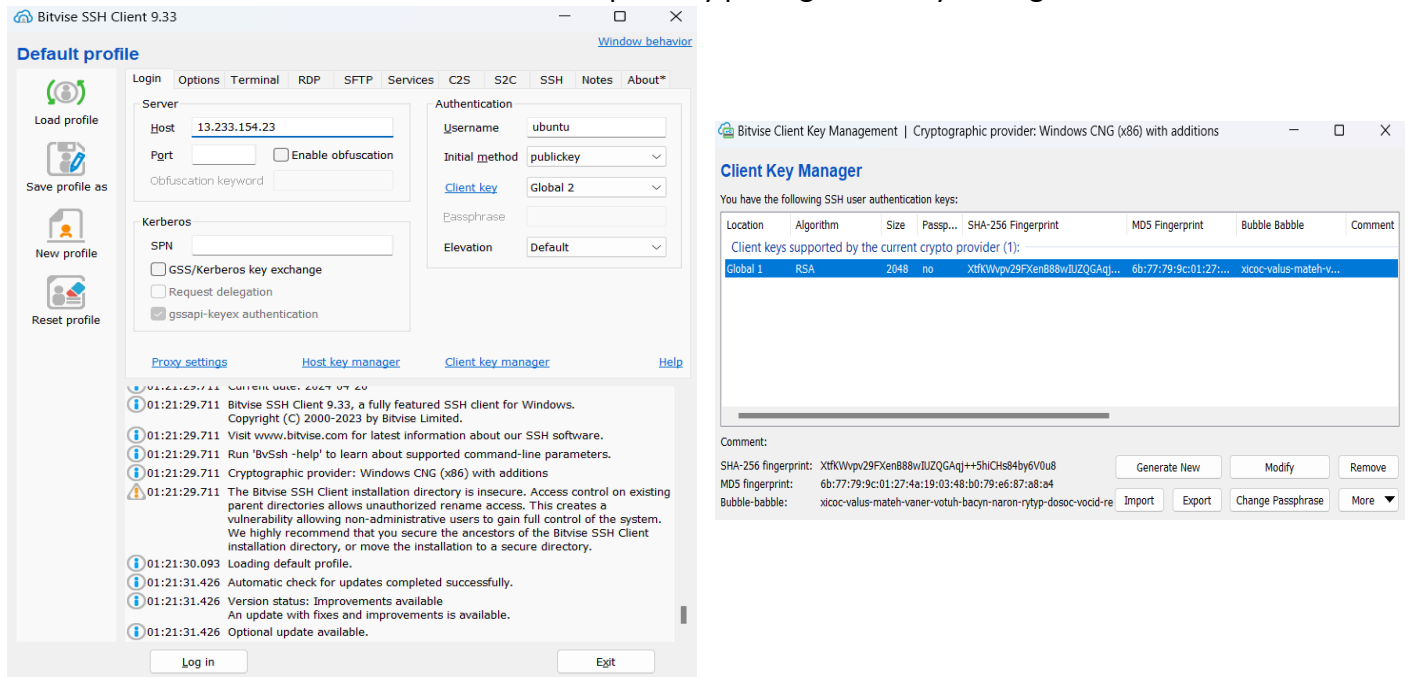 Bitvise SSH Client 9.33
Window behavior
Default profile
Load profile
Save profile as
New profile
Reset profile
Login Options Terminal RDP SFTP Services C2S S2C SSH Notes About*
Server
Host 13.233.154.23
Port Enable obfuscation
Obfuscation keyword
Kerberos
SPN
GSS/Kerberos key exchange
Request delegation
gssapi-keyex authentication
Authentication
Username ubuntu
Initial method publickey
Client key Global 2
Passphrase
Elevation Default
Proxy settings Host key manager Client key manager Help
01:21:29.711 Current date: 2024-04-20
01:21:29.711 Bitvise SSH Client 9.33, a fully featured SSH client for Windows.
Copyright (C) 2000-2023 by Bitvise Limited.
01:21:29.711 Visit www.bitvise.com for latest information about our SSH software.
01:21:29.711 Run 'BvSsh -help' to learn about supported command-line parameters.
01:21:29.711 Cryptographic provider: Windows CNG (x86) with additions
01:21:29.711 The Bitvise SSH Client installation directory is insecure. Access control on existing
parent directories allows unauthorized rename access. This creates a
vulnerability allowing non-administrative users to gain full control of the system.
We highly recommend that you secure the ancestors of the Bitvise SSH Client
installation directory, or move the installation to a secure directory.
01:21:30.093 Loading default profile.
01:21:31.426 Automatic check for updates completed successfully.
01:21:31.426 Version status: Improvements available
An update with fixes and improvements is available.
01:21:31.426 Optional update available.
Log in Exit
Bitvise Client Key Management | Cryptographic provider: Windows CNG (x86) with additions
Client Key Manager
You have the following SSH user authentication keys:
Location Algorithm Size Passp... SHA-256 Fingerprint MD5 Fingerprint Bubble Babble Comment
Client keys supported by the current crypto provider (1):
Global 1 RSA 2048 no XtfKWvpv29FXenB88wIUZQGAqj... 6b:77:79:9c:01:27:... xicoc-valus-mateh-v...
Comment:
SHA-256 fingerprint: XtfKWvpv29FXenB88wIUZQGAqj++5hiCHs84by6V0u8
MD5 fingerprint: 6b:77:79:9c:01:27:4a:19:03:48:b0:79:e6:87:a8:a4
Bubble-babble: xicoc-valus-mateh-vaner-votuh-bacyn-naron-rytyp-dosoc-vocid-re
Generate New Modify Remove
Import Export Change Passphrase More